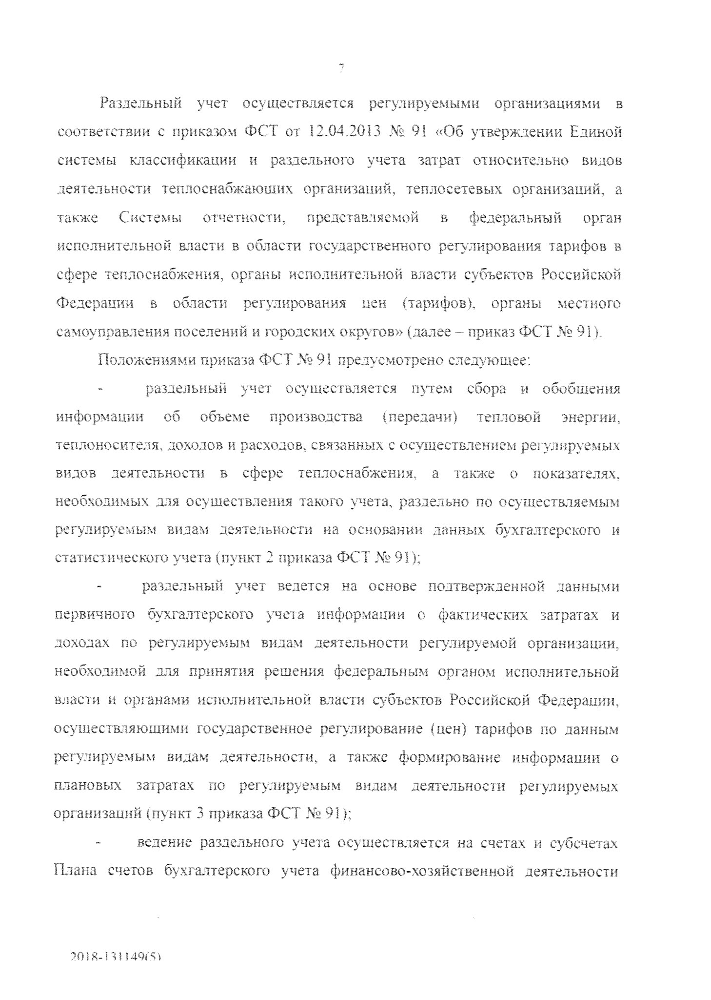 7
Раздельный учет осуществляется регулируемыми организациями в
соответствии с приказом ФСТ от 12.04.2013 № 91 «Об утверждении Единой
системы классификации и раздельного учета затрат относительно видов
деятельности теплоснабжающих организаций, теплосетевых организаций, а
также Системы отчетности, представляемой в федеральный орган
исполнительной власти в области государственного регулирования тарифов в
сфере теплоснабжения, органы исполнительной власти субъектов Российской
Федерации в области регулирования цен (тарифов), органы местного
самоуправления поселений и городских округов» (далее – приказ ФСТ № 91).
Положениями приказа ФСТ № 91 предусмотрено следующее:
- раздельный учет осуществляется путем сбора и обобщения
информации об объеме производства (передачи) тепловой энергии,
теплоносителя, доходов и расходов, связанных с осуществлением регулируемых
видов деятельности в сфере теплоснабжения, а также о показателях,
необходимых для осуществления такого учета, раздельно по осуществляемым
регулируемым видам деятельности на основании данных бухгалтерского и
статистического учета (пункт 2 приказа ФСТ № 91);
- раздельный учет ведется на основе подтвержденной данными
первичного бухгалтерского учета информации о фактических затратах и
доходах по регулируемым видам деятельности регулируемой организации,
необходимой для принятия решения федеральным органом исполнительной
власти и органами исполнительной власти субъектов Российской Федерации,
осуществляющими государственное регулирование (цен) тарифов по данным
регулируемым видам деятельности, а также формирование информации о
плановых затратах по регулируемым видам деятельности регулируемых
организаций (пункт 3 приказа ФСТ № 91);
- ведение раздельного учета осуществляется на счетах и субсчетах
Плана счетов бухгалтерского учета финансово-хозяйственной деятельности
2018-131149(5)